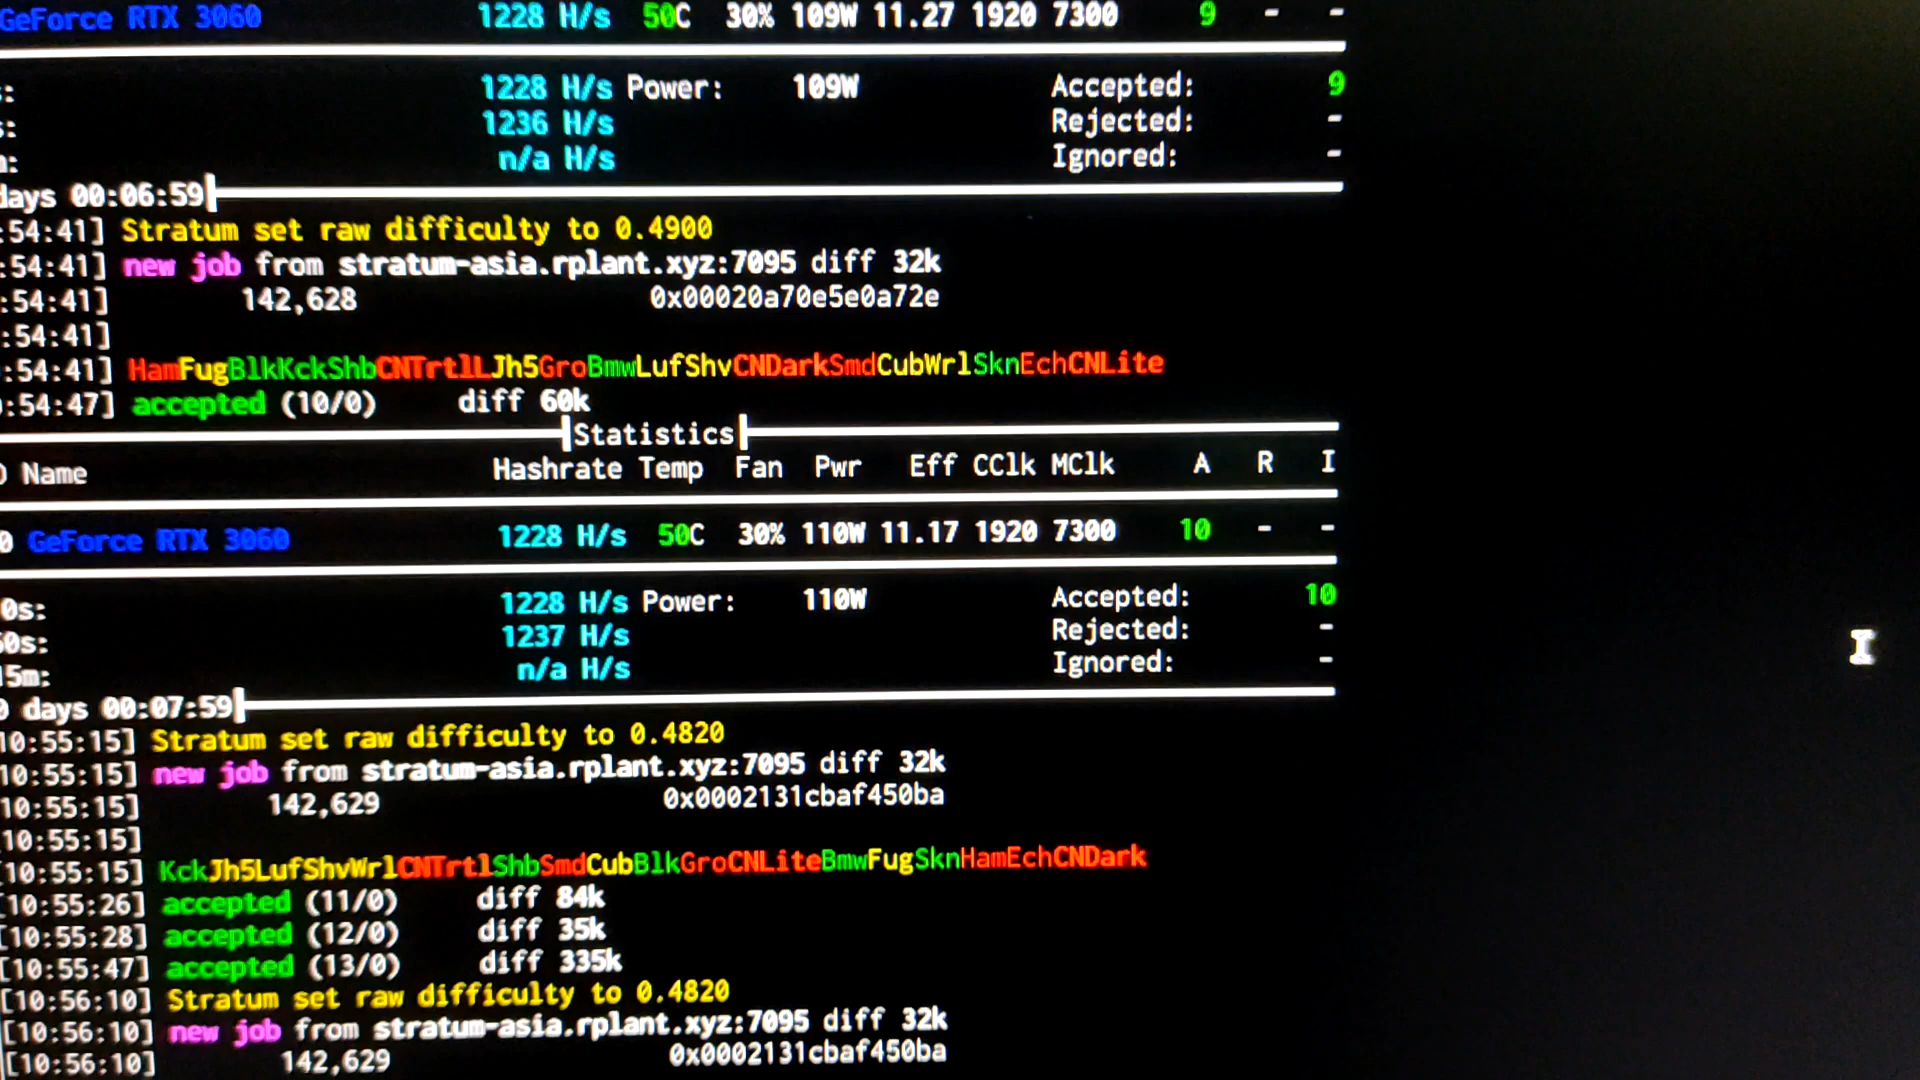 GeForce RTX 3060 1228 H/s 50C 30% 109W 11.27 1920 7300 9 - -
s: 1228 H/s Power: 109W Accepted: 9
s: 1236 H/s Rejected: -
m: n/a H/s Ignored: -
days 00:06:59
:54:41] Stratum set raw difficulty to 0.4900
:54:41] new job from stratum-asia.rplant.xyz:7095 diff 32k
:54:41] 142,628 0x00020a70e5e0a72e
:54:41]
:54:41] HamFugBlkKckShbCNTrtlLJh5GroBmwLufShvCNDarkSmdCubWrlSknEchCNLite
:54:47] accepted (10/0) diff 60k
Statistics
D Name Hashrate Temp Fan Pwr Eff CClk MClk A R I
0 GeForce RTX 3060 1228 H/s 50C 30% 110W 11.17 1920 7300 10 - -
0s: 1228 H/s Power: 110W Accepted: 10
60s: 1237 H/s Rejected: -
15m: n/a H/s Ignored: -
0 days 00:07:59
10:55:15] Stratum set raw difficulty to 0.4820
10:55:15] new job from stratum-asia.rplant.xyz:7095 diff 32k
10:55:15] 142,629 0x0002131cbaf450ba
10:55:15]
[10:55:15] KckJh5LufShvWrlCNTrtlShbSmdCubBlkGroCNLiteBmwFugSknHamEchCNDark
[10:55:26] accepted (11/0) diff 84k
[10:55:28] accepted (12/0) diff 35k
[10:55:47] accepted (13/0) diff 335k
[10:56:10] Stratum set raw difficulty to 0.4820
[10:56:10] new job from stratum-asia.rplant.xyz:7095 diff 32k
[10:56:10] 142,629 0x0002131cbaf450ba